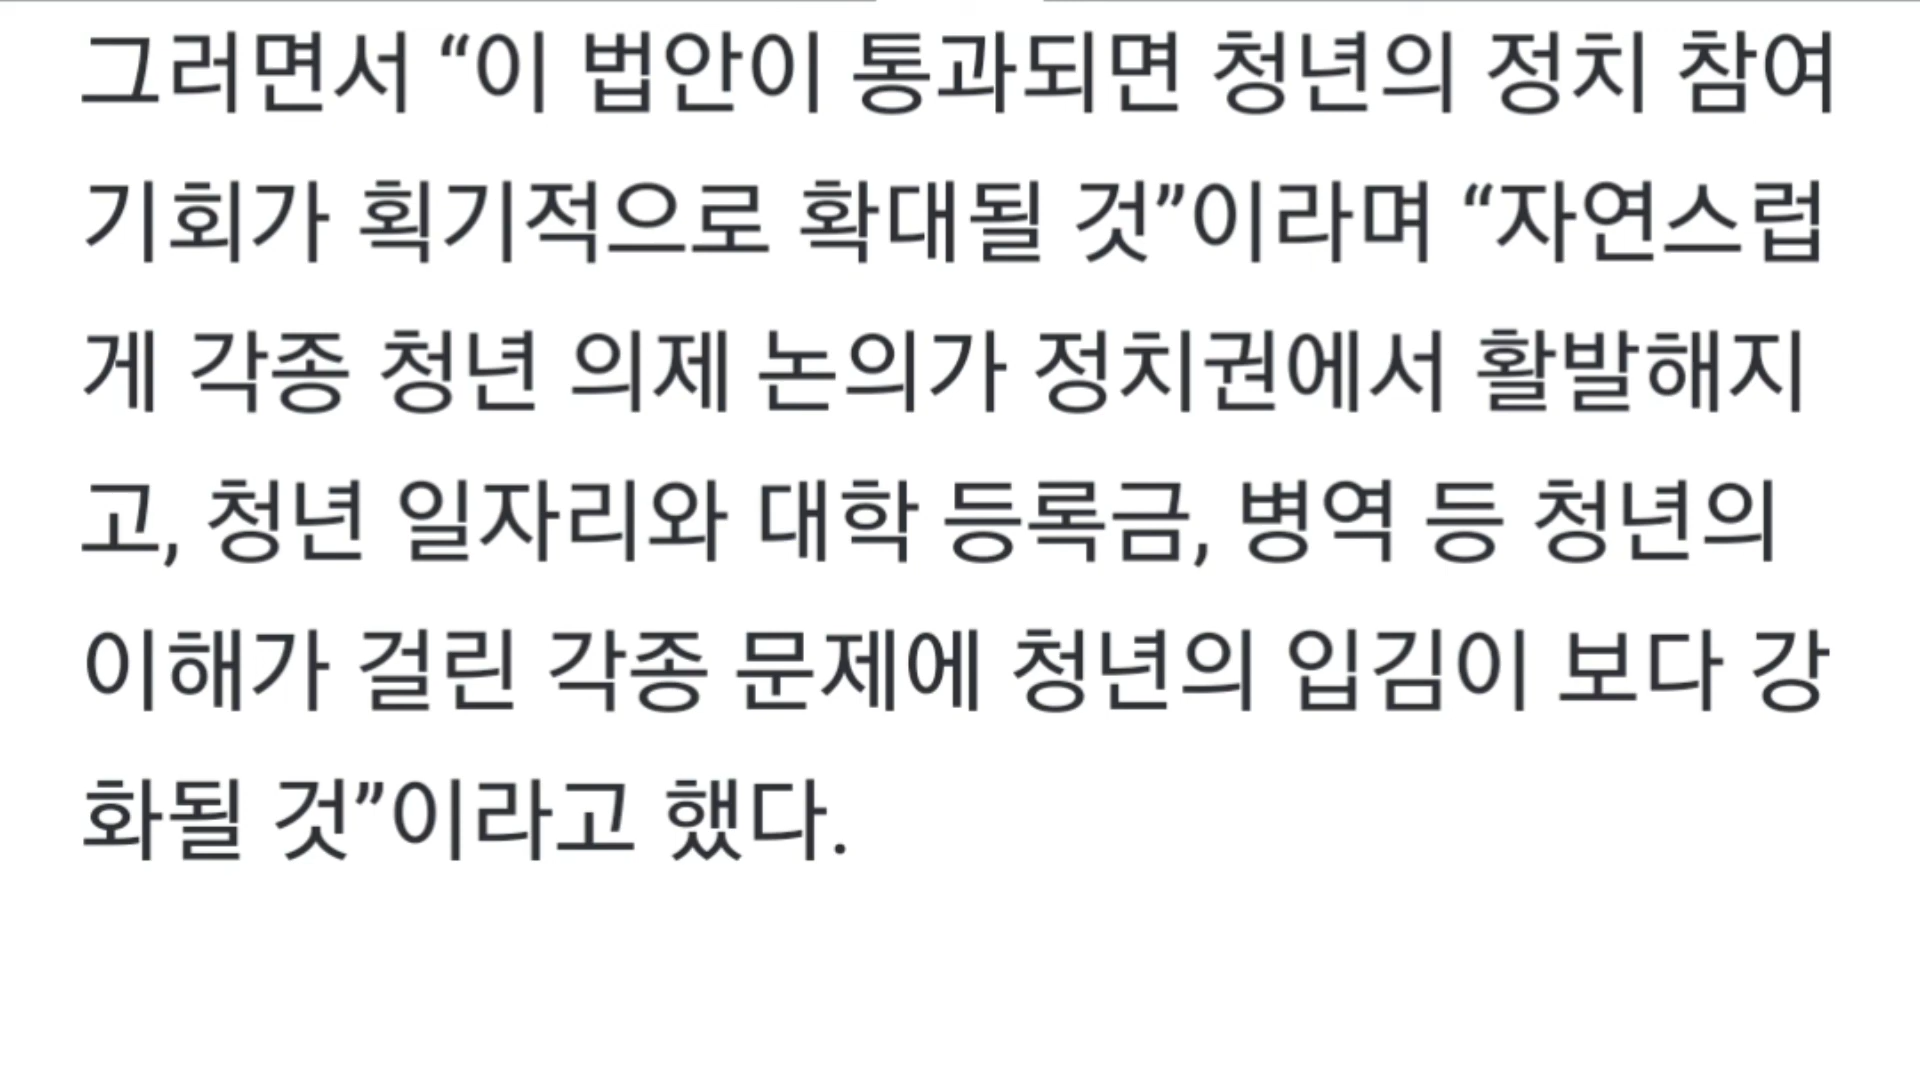 그러면서 “이 법안이 통과되면 청년의 정치 참여
기회가 획기적으로 확대될 것”이라며 “자연스럽
게 각종 청년 의제 논의가 정치권에서 활발해지
고, 청년 일자리와 대학 등록금, 병역 등 청년의
이해가 걸린 각종 문제에 청년의 입김이 보다 강
화될 것”이라고 했다.